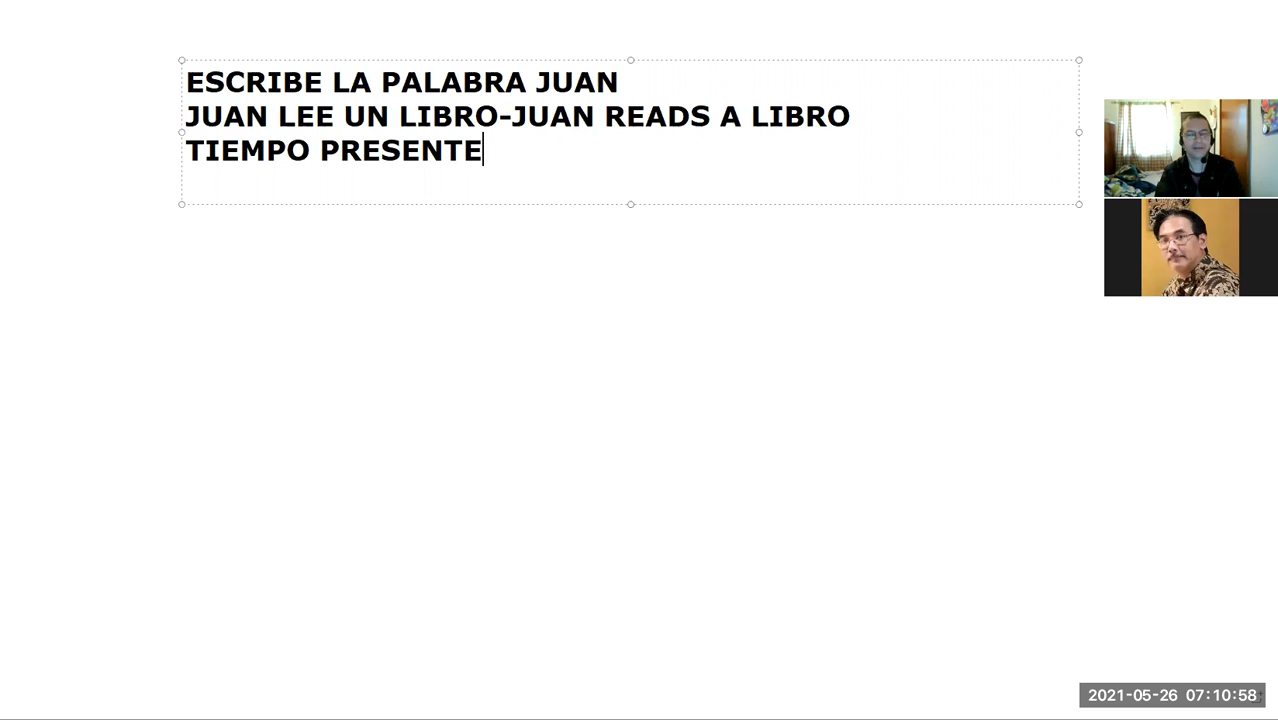 ESCRIBE LA PALABRA JUAN
JUAN LEE UN LIBRO-JUAN READS A LIBRO
TIEMPO PRESENTE
2021-05-26 07:10:58